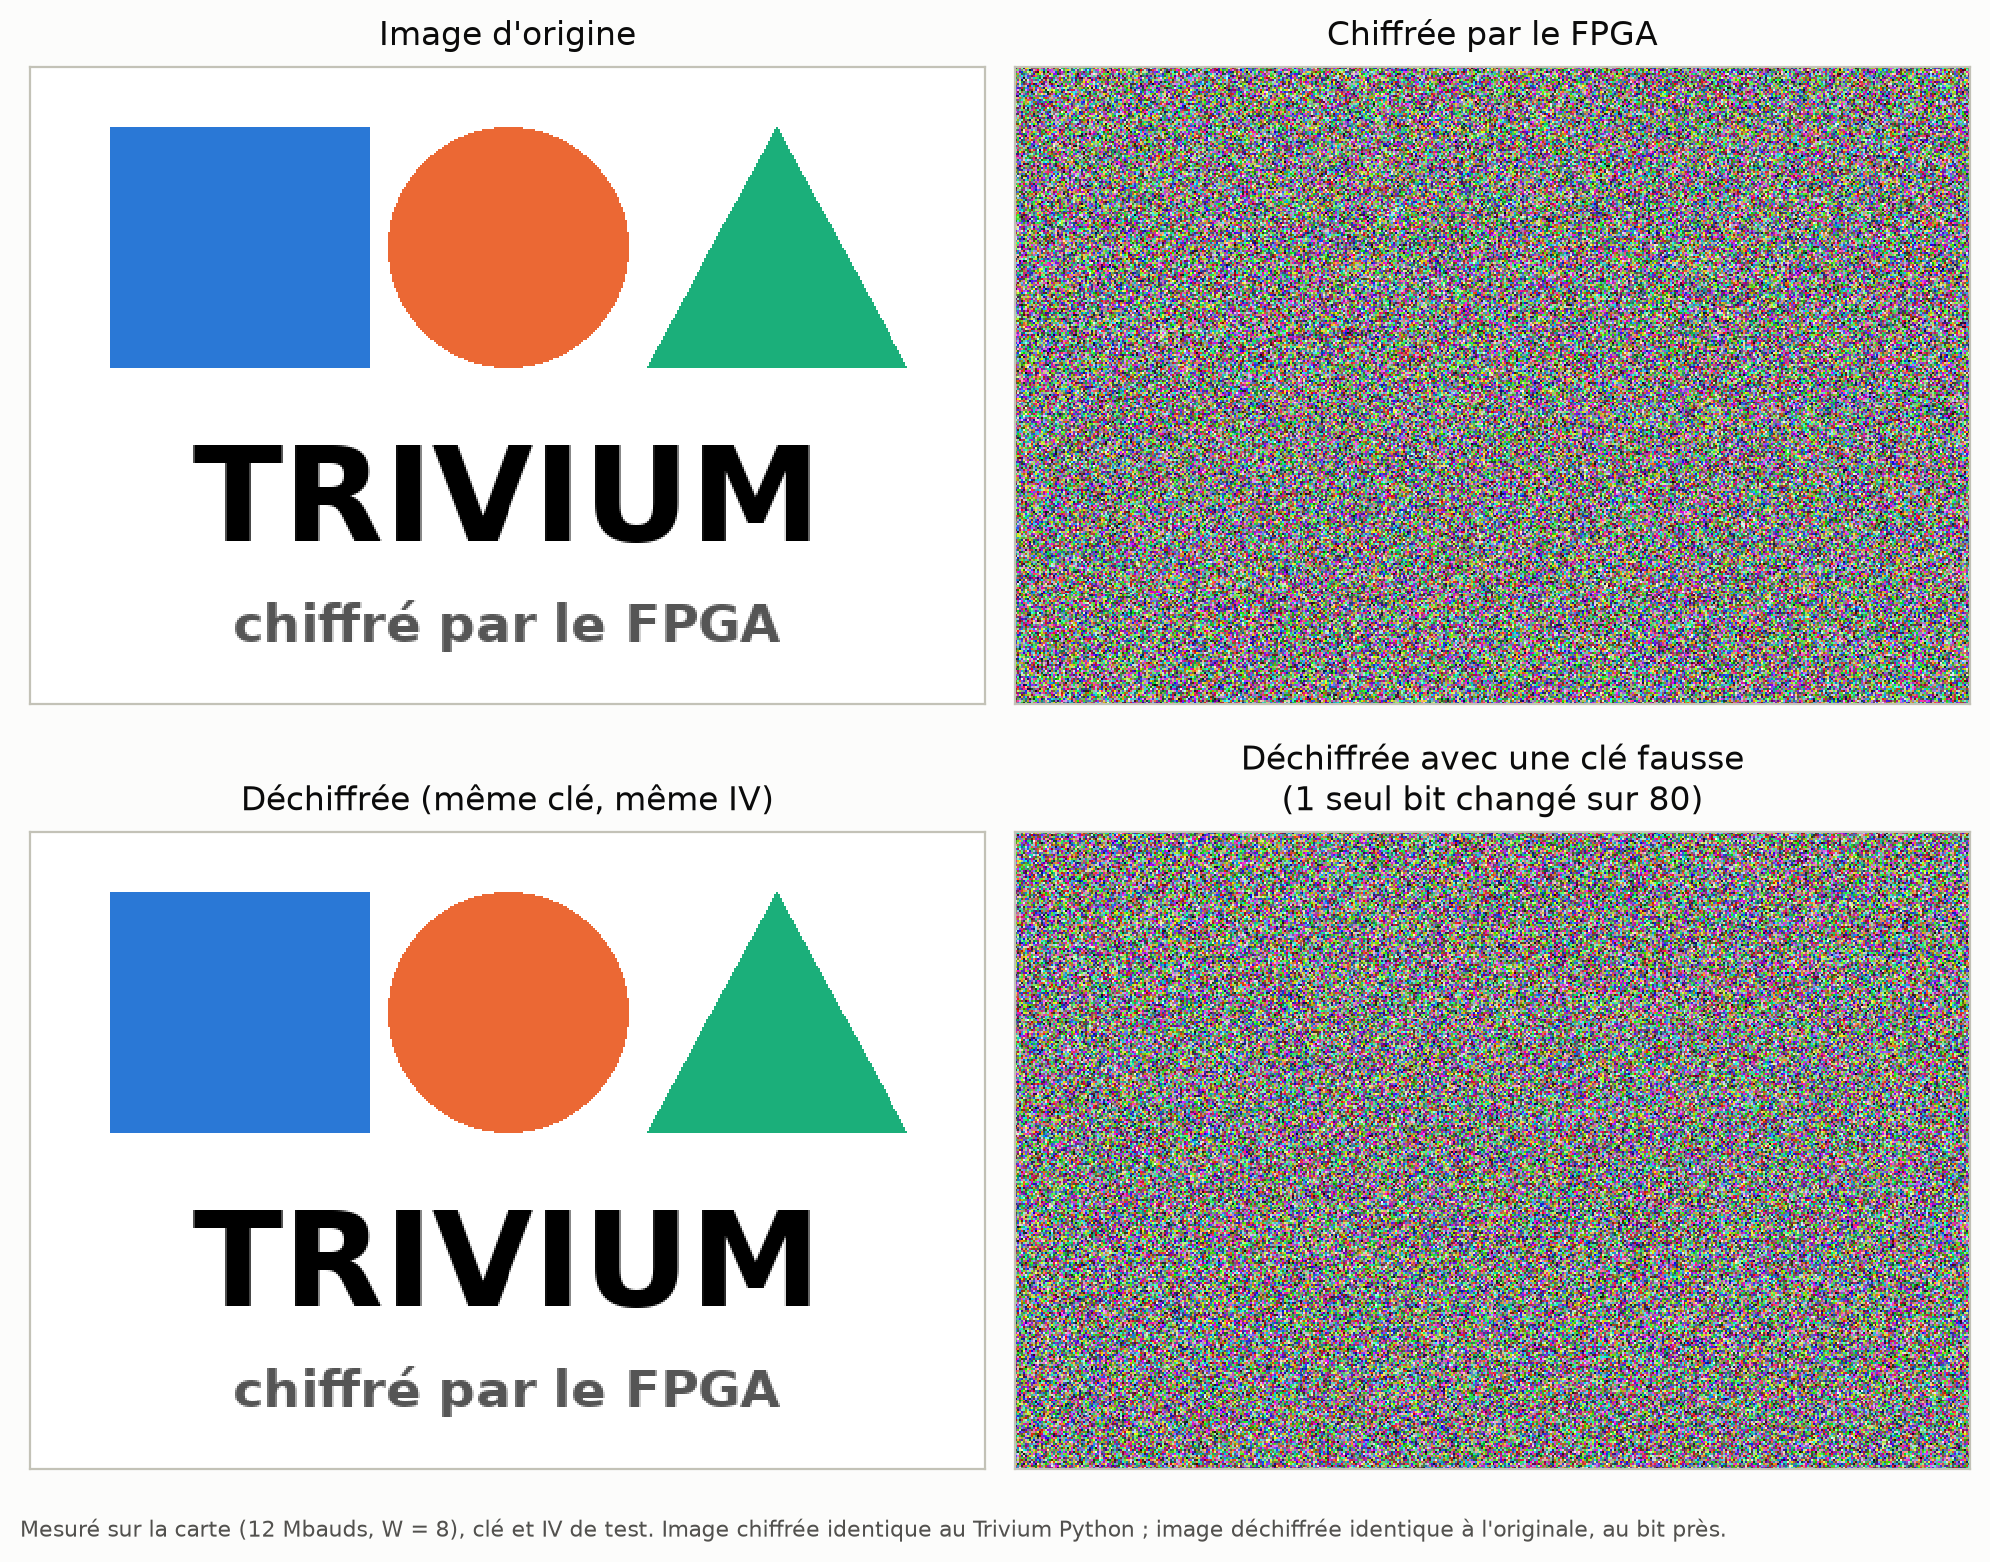 Image d'origine
Chiffrée par le FPGA
TRIVIUM
chiffré par le FPGA
Déchiffrée (même clé, même IV)
Déchiffrée avec une clé fausse
(1 seul bit changé sur 80)
TRIVIUM
chiffré par le FPGA
Mesuré sur la carte (12 Mbauds, W = 8), clé et IV de test. Image chiffrée identique au Trivium Python ; image déchiffrée identique à l'originale, au bit près.